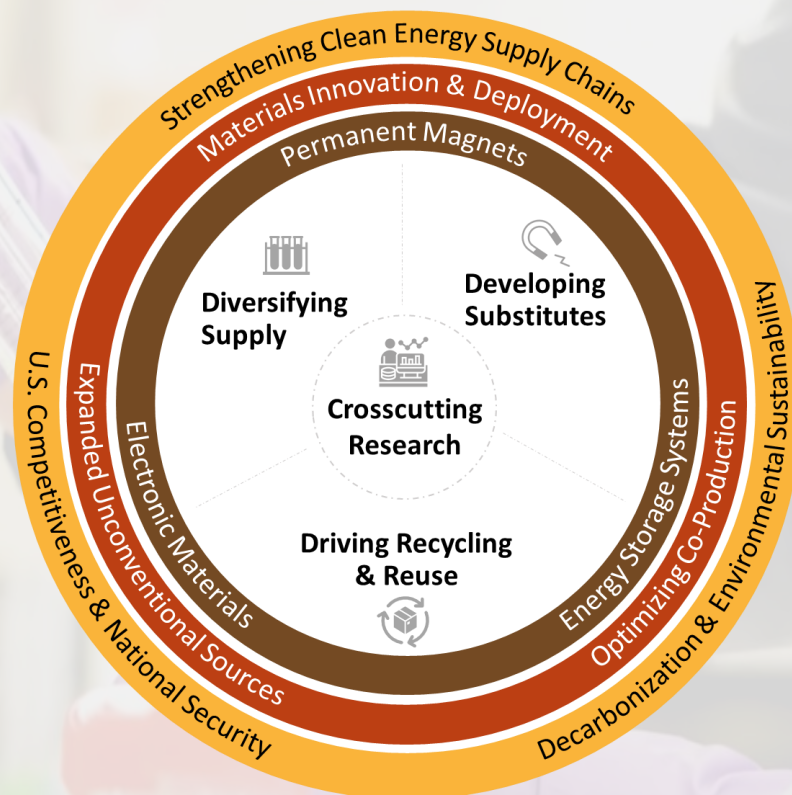 Strengthening Clean Energy Supply Chains
Materials Innovation & Deployment
Permanent Magnets
Diversifying
Supply
Developing
Substitutes
Crosscutting
Research
Driving Recycling
& Reuse
Electronic Materials
Energy Storage Systems
Expanded Unconventional Sources
Optimizing Co-Production
U.S. Competitiveness & National Security
Decarbonization & Environmental Sustainability